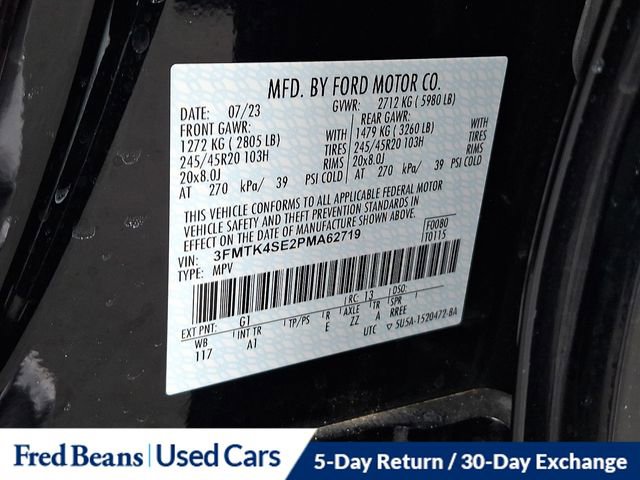 MFD. BY FORD MOTOR CO.
DATE: 07/23 GVWR: 2712 KG ( 5980 LB)
FRONT GAWR: REAR GAWR:
1272 KG ( 2805 LB) WITH 1479 KG ( 3260 LB) WITH
245/45R20 103H TIRES 245/45R20 103H TIRES
20x8.0J RIMS 20x8.0J RIMS
AT 270 kPa/ 39 PSI COLD AT 270 kPa/ 39 PSI COLD
THIS VEHICLE CONFORMS TO ALL APPLICABLE FEDERAL MOTOR
VEHICLE SAFETY AND THEFT PREVENTION STANDARDS IN
EFFECT ON THE DATE OF MANUFACTURE SHOWN ABOVE.
VIN: 3FMTK4SE2PMA62719 F0080
TYPE: MPV T0115
EXT PNT: G1 RC: 13 DSO:
WB INT TR TP/PS R AXLE TR SPR
117 A1 E ZZ A RREE
UTC 5U5A-1520472-BA
Fred Beans Used Cars 5-Day Return / 30-Day Exchange